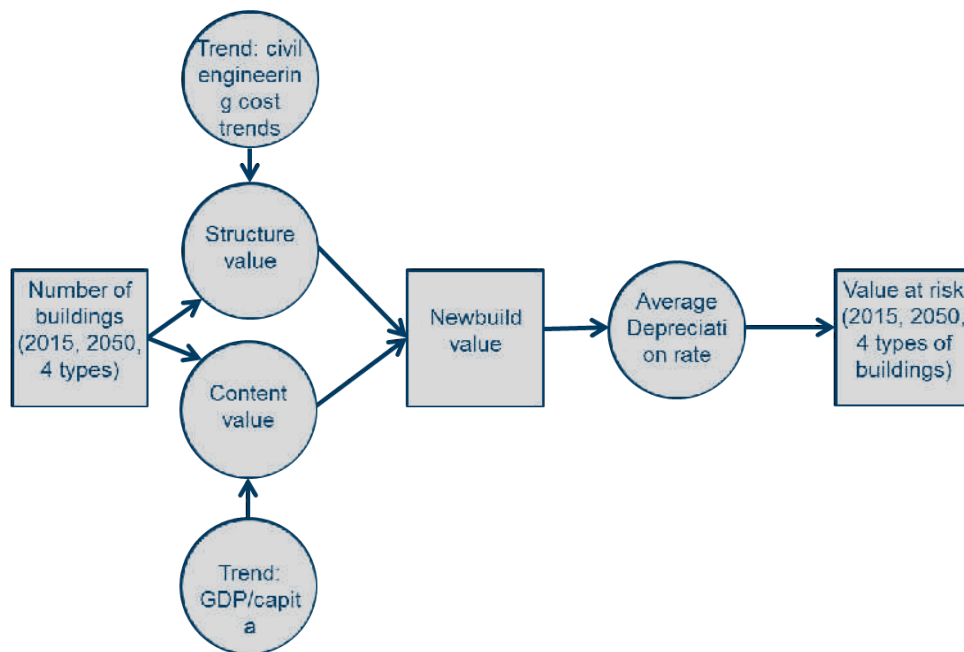 Trend: civil
engineerin
g cost
trends
Structure
value
Number of
buildings
(2015, 2050,
4 types)
Content
value
Trend:
GDP/capit
a
Newbuild
value
Average
Depreciati
on rate
Value at risk
(2015, 2050,
4 types of
buildings)